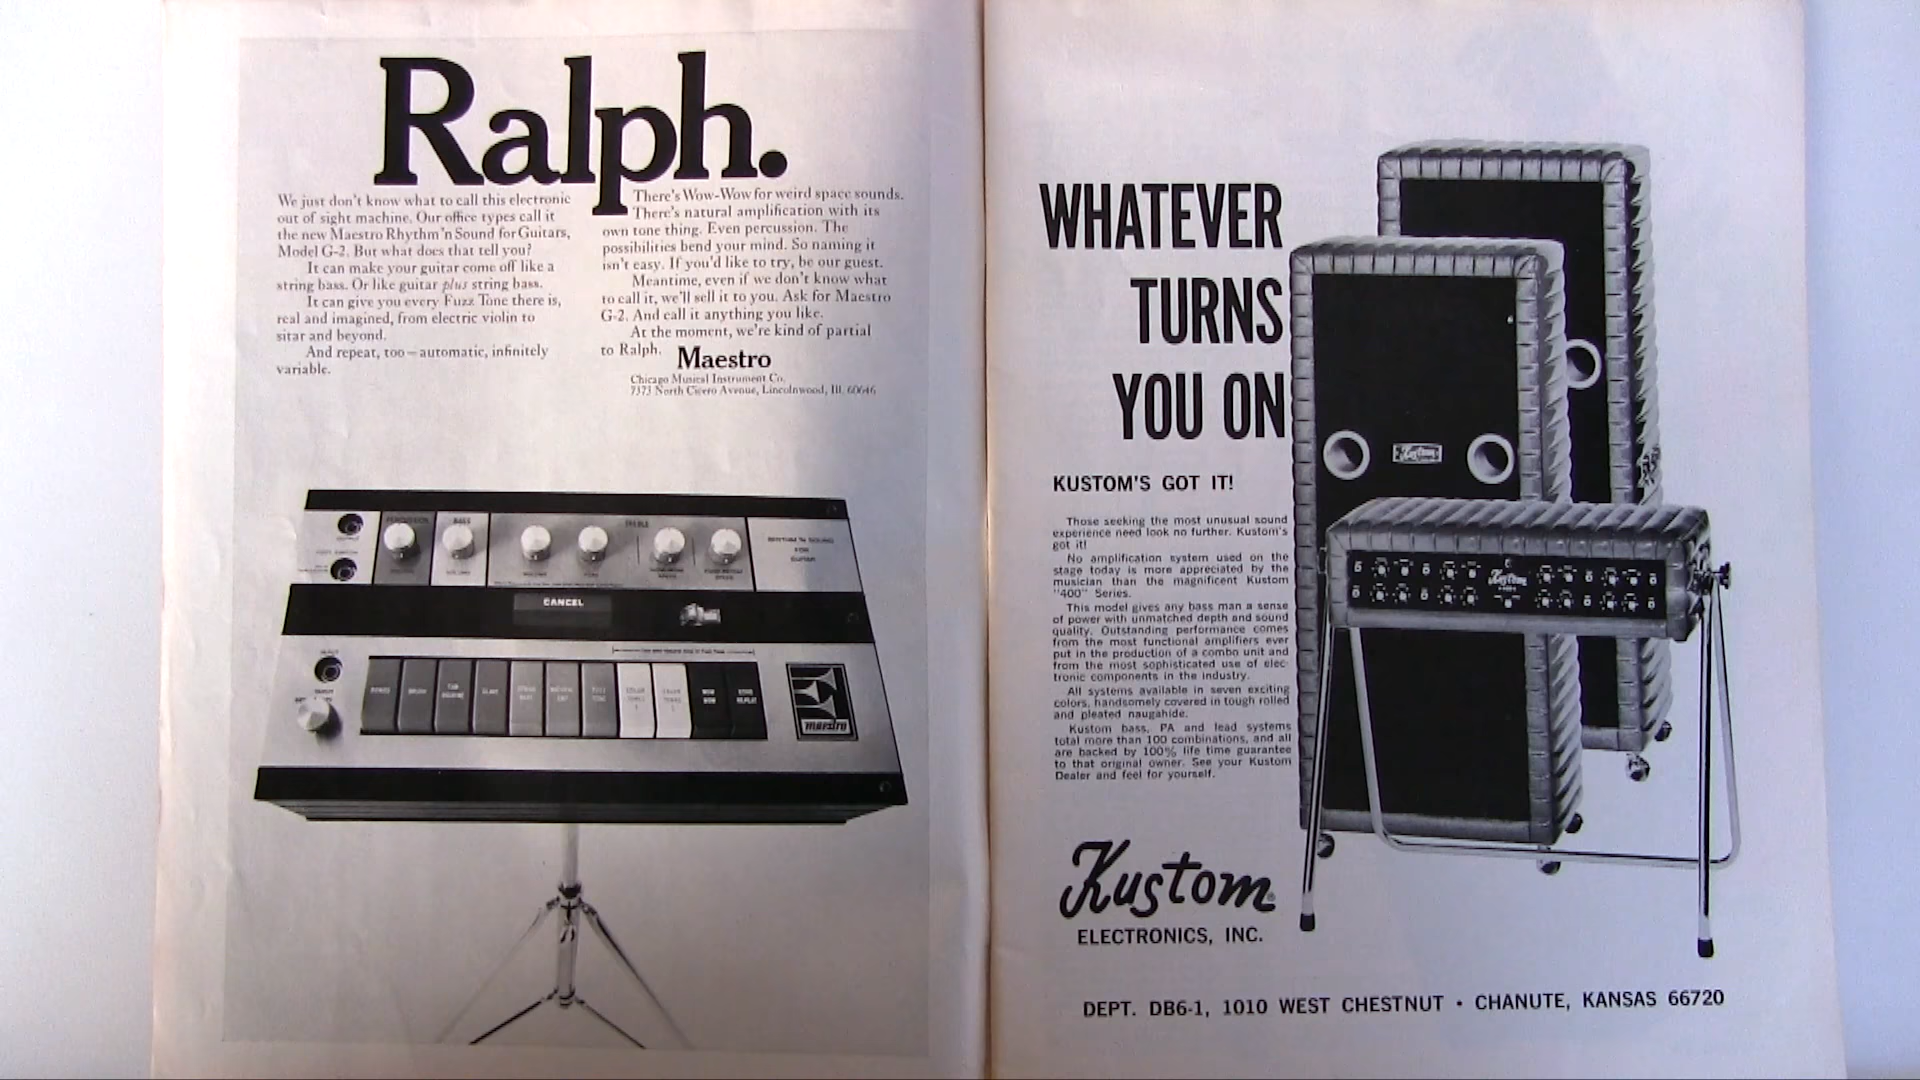 Ralph.
We just don't know what to call this electronic
out of sight machine. Our office types call it
the new Maestro Rhythm'n Sound for Guitars,
Model G-2. But what does that tell you?
It can make your guitar come off like a
string bass. Or like guitar plus string bass.
It can give you every Fuzz Tone there is,
real and imagined, from electric violin to
sitar and beyond.
And repeat, too — automatic, infinitely
variable.
There's Wow-Wow for weird space sounds.
There's natural amplification with its
own tone thing. Even percussion. The
possibilities bend your mind. So naming it
isn't easy. If you'd like to try, be our guest.
Meantime, even if we don't know what
to call it, we'll sell it to you. Ask for Maestro
G-2. And call it anything you like.
At the moment, we're kind of partial
to Ralph.
Maestro
Chicago Musical Instrument Co.
7373 North Cicero Avenue, Lincolnwood, Ill. 60646
BASS
CANCEL
WOW WOW
maestro
WHATEVER
TURNS
YOU ON
KUSTOM'S GOT IT!
Those seeking the most unusual sound
experience need look no further. Kustom's
got it!
No amplification system used on the
stage today is more appreciated by the
musician than the magnificent Kustom
"400" Series.
This model gives any bass man a sense
of power with unmatched depth and sound
quality. Outstanding performance comes
from the most functional amplifiers ever
put in the production of a combo unit and
from the most sophisticated use of elec-
tronic components in the industry.
All systems available in seven exciting
colors, handsomely covered in tough rolled
and pleated naugahide.
Kustom bass, PA and lead systems
total more than 100 combinations, and all
are backed by 100% life time guarantee
to that original owner. See your Kustom
Dealer and feel for yourself.
Kustom
Kustom
Kustom®
ELECTRONICS, INC.
DEPT. DB6-1, 1010 WEST CHESTNUT • CHANUTE, KANSAS 66720